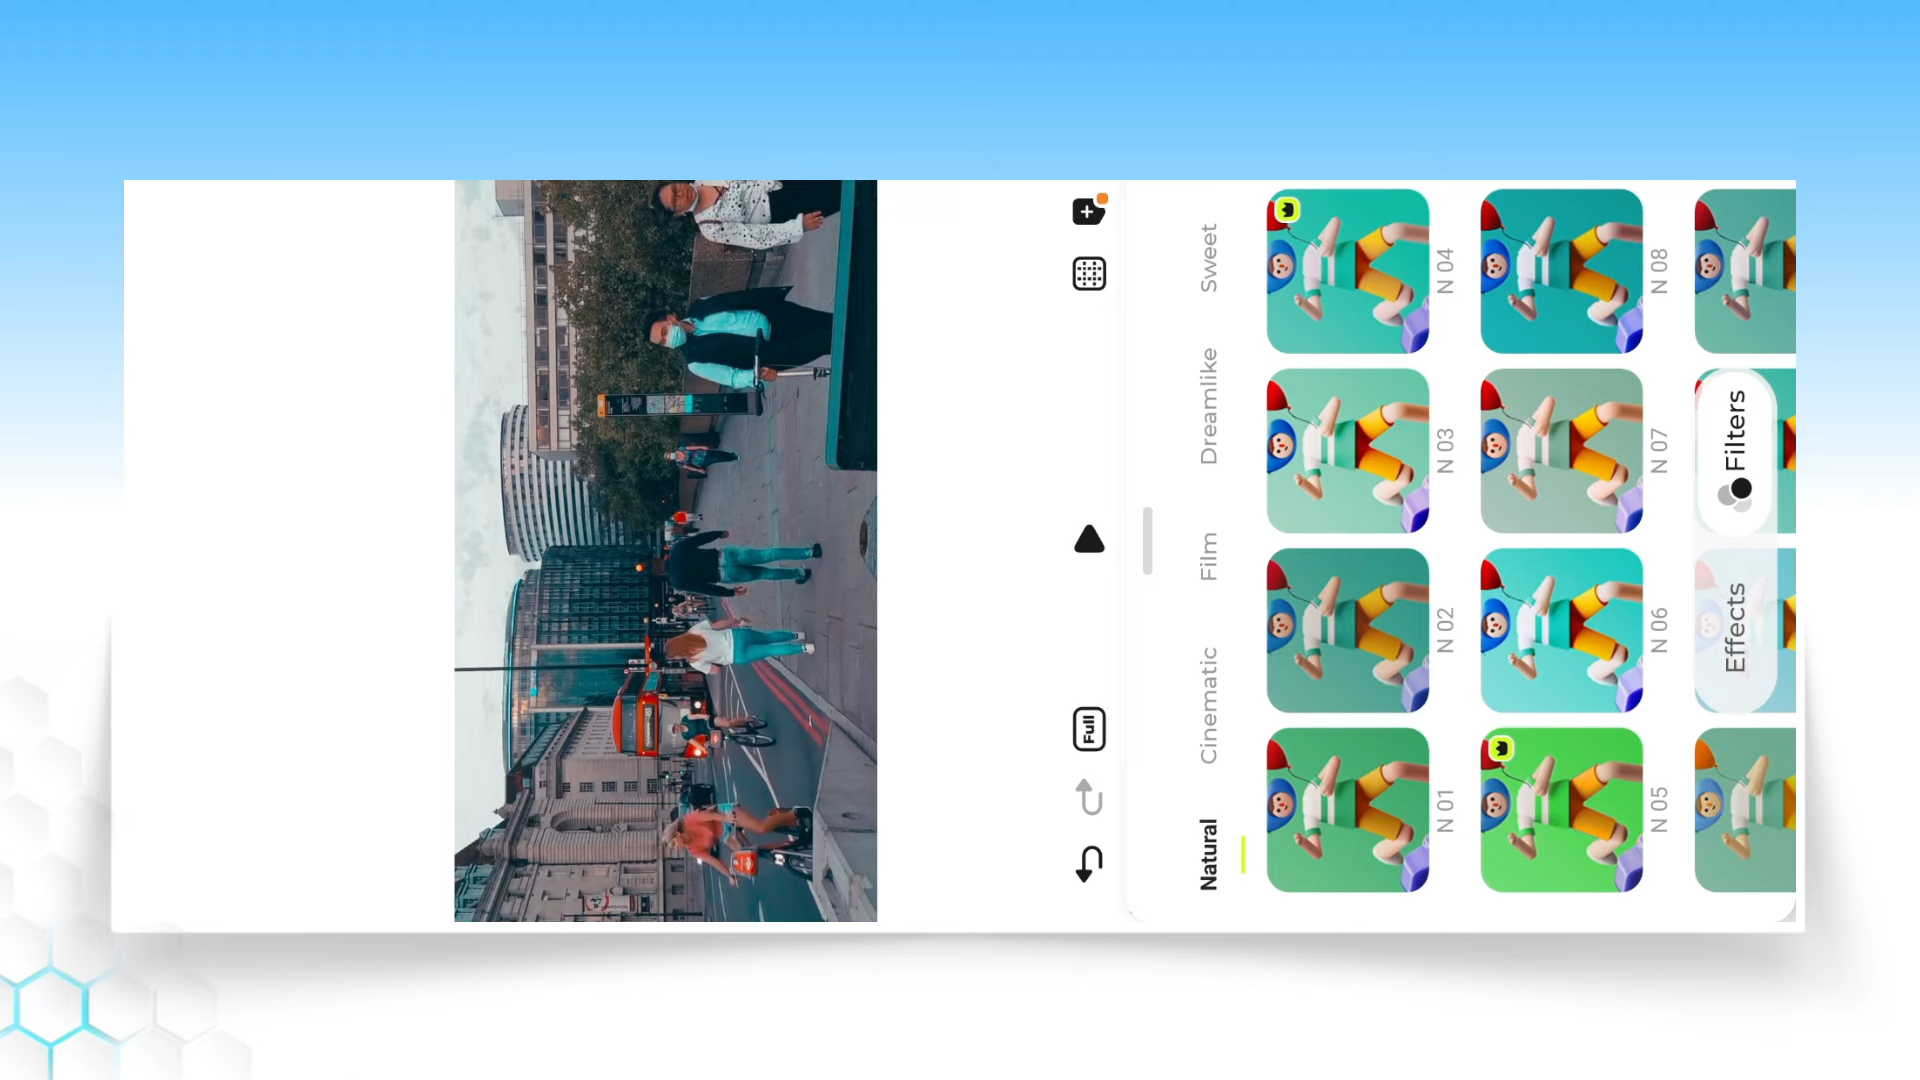 Full
Natural
Cinematic
Film
Dreamlike
Sweet
N 01
N 02
N 03
N 04
N 05
N 06
N 07
N 08
Effects
Filters